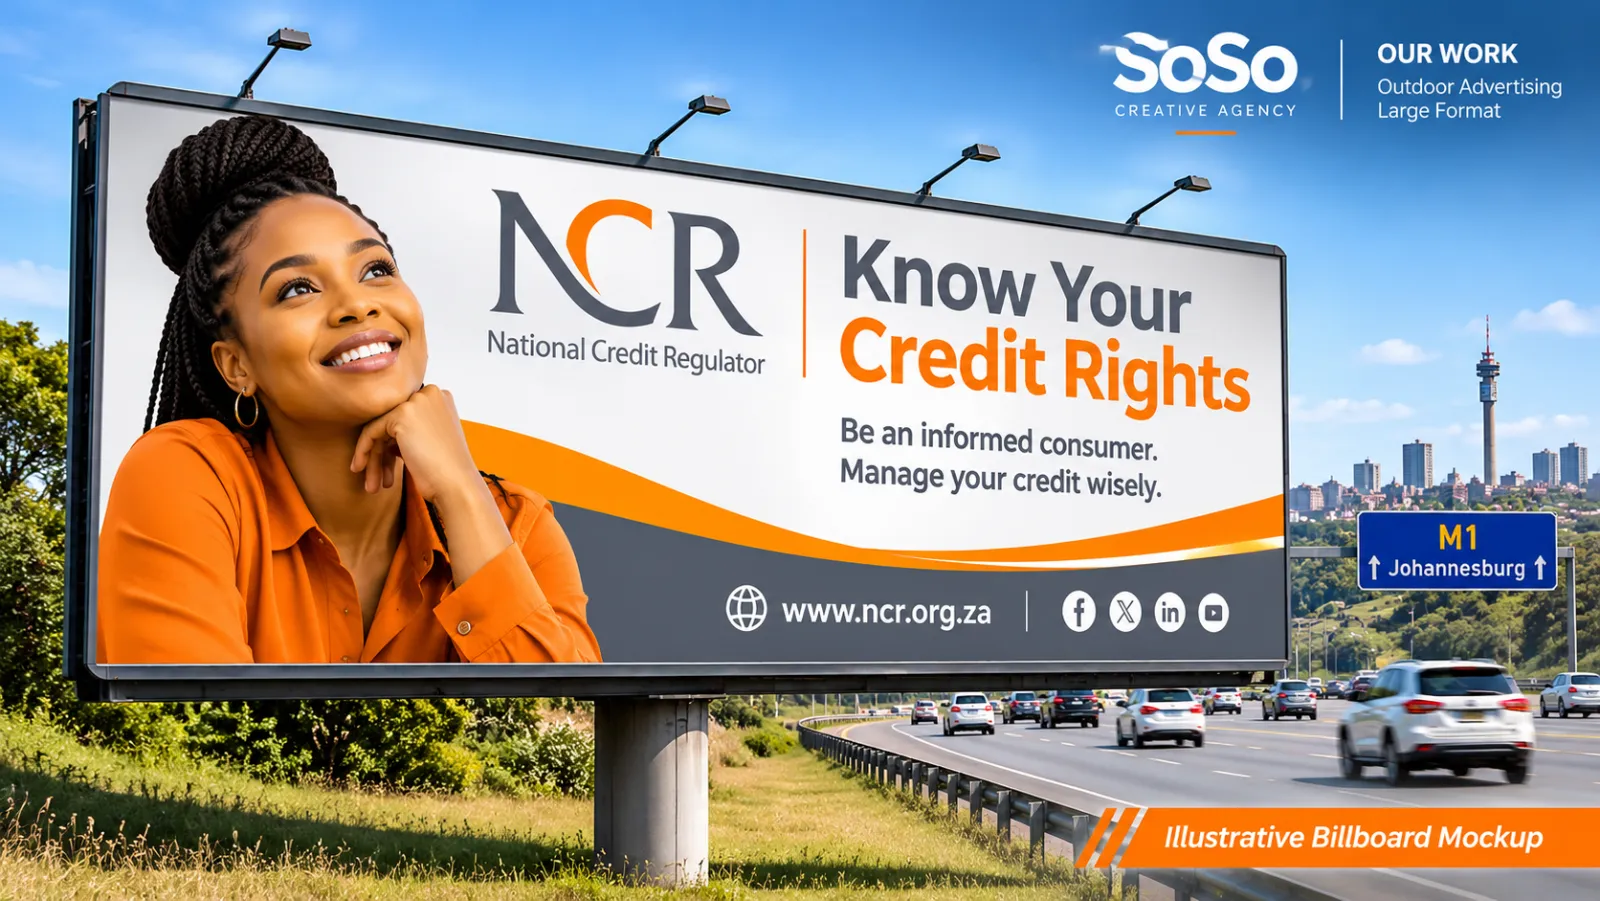 SoSo
CREATIVE AGENCY
OUR WORK
Outdoor Advertising
Large Format
NCR
National Credit Regulator
Know Your
Credit Rights
Be an informed consumer.
Manage your credit wisely.
www.ncr.org.za
M1
Johannesburg
Illustrative Billboard Mockup